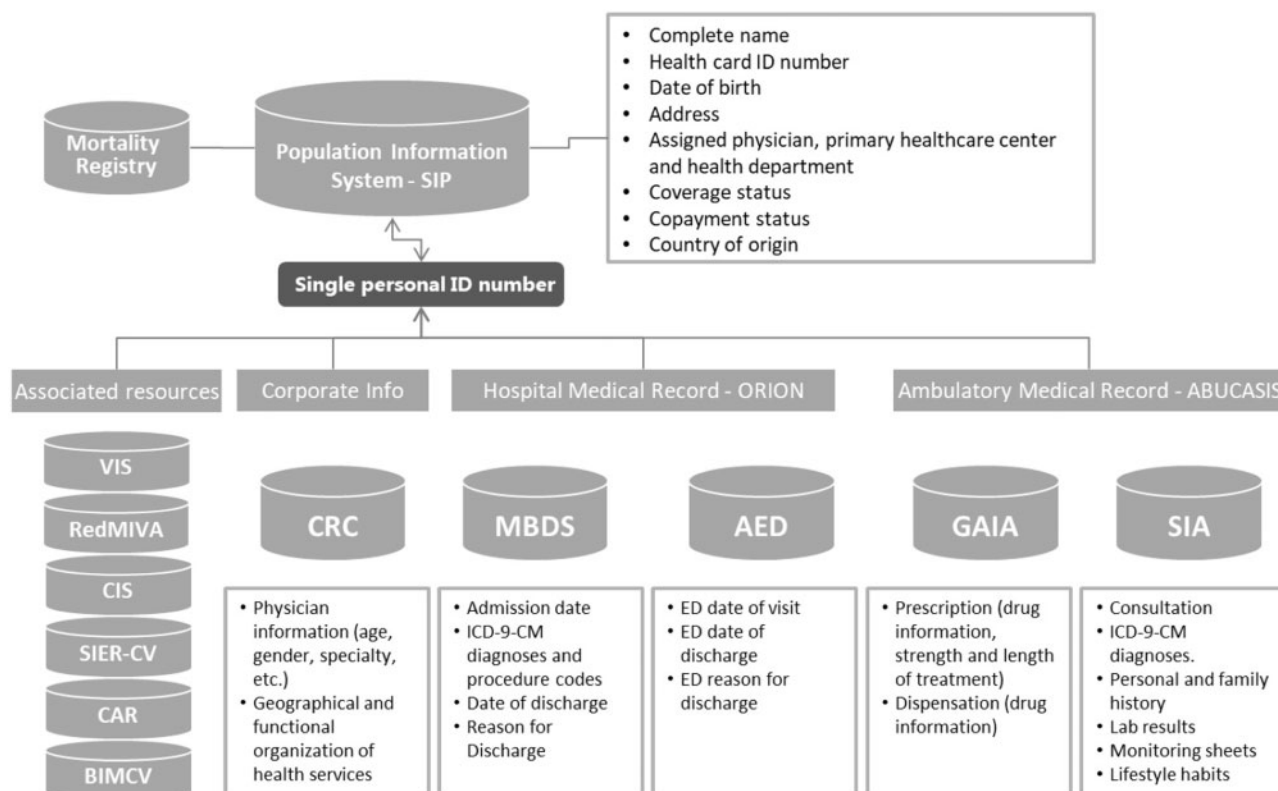 • Complete name
• Health card ID number
• Date of birth
• Address
• Assigned physician, primary healthcare center
and health department
• Coverage status
• Copayment status
• Country of origin
Mortality
Registry
Population Information
System - SIP
Single personal ID number
Associated resources
Corporate Info
Hospital Medical Record - ORION
Ambulatory Medical Record - ABUCASIS
VIS
RedMIVA
CIS
SIER-CV
CAR
BIMCV
CRC
• Physician
information (age,
gender, specialty,
etc.)
• Geographical and
functional
organization of
health services
MBDS
• Admission date
• ICD-9-CM
diagnoses and
procedure codes
• Date of discharge
• Reason for
Discharge
AED
• ED date of visit
• ED date of
discharge
• ED reason for
discharge
GAIA
• Prescription (drug
information,
strength and length
of treatment)
• Dispensation (drug
information)
SIA
• Consultation
• ICD-9-CM
diagnoses.
• Personal and family
history
• Lab results
• Monitoring sheets
• Lifestyle habits